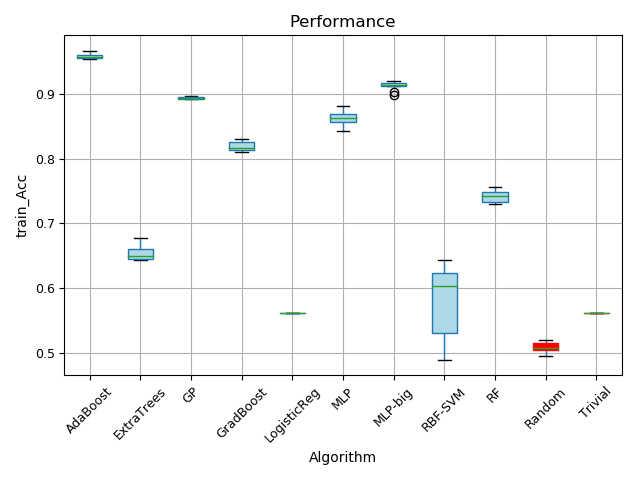 Performance
train_Acc
0.9
0.8
0.7
0.6
0.5
AdaBoost
ExtraTrees
GP
GradBoost
LogisticReg
MLP
MLP-big
RBF-SVM
RF
Random
Trivial
Algorithm